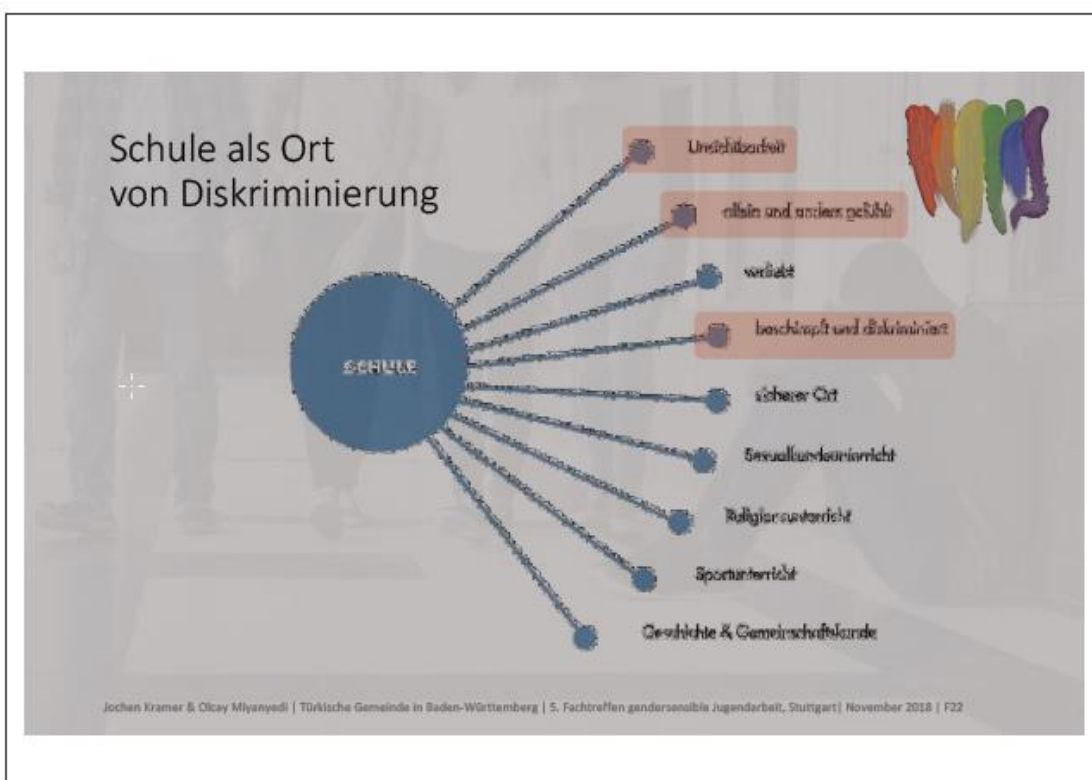 Schule als Ort
von Diskriminierung
Unsichtbarkeit
allein und anders gefühlt
verliebt
beschimpft und diskriminiert
SCHULE
sicherer Ort
Sexualkundeunterricht
Religionsunterricht
Sportunterricht
Geschichte & Gemeinschaftskunde
Jochen Kramer & Olcay Miyanyedi | Türkische Gemeinde in Baden-Württemberg | 5. Fachtreffen gendersensible Jugendarbeit, Stuttgart| November 2018 | F22